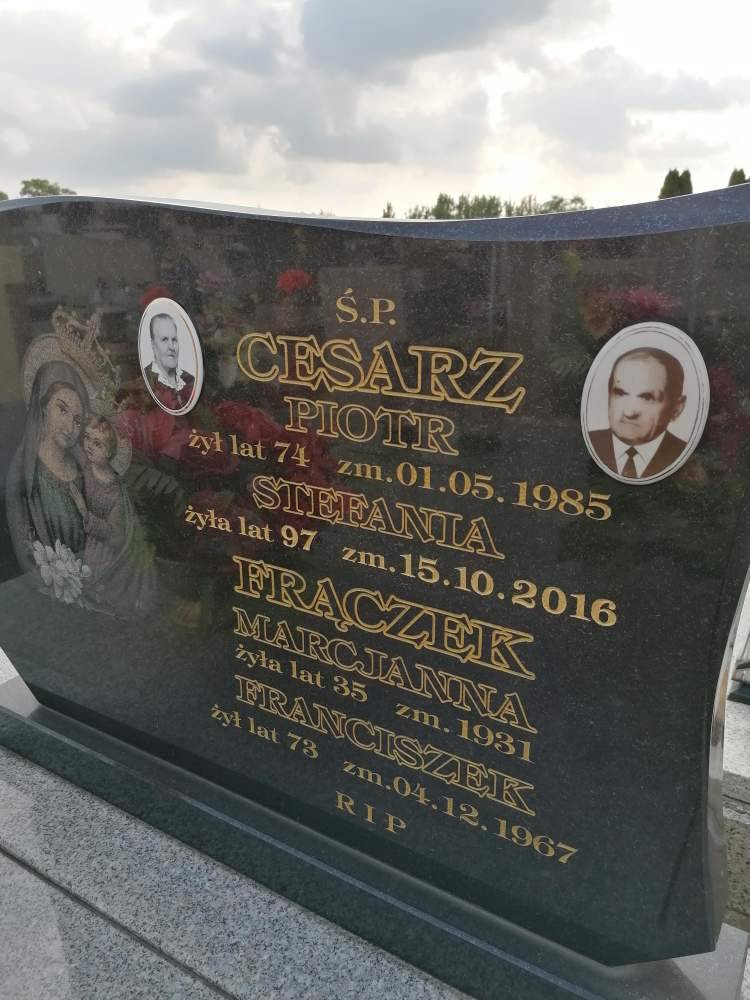 Ś.P.
CESARZ
PIOTR
żył lat 74 zm.01.05.1985
STEFANIA
żyła lat 97 zm.15.10.2016
FRĄCZEK
MARCJANNA
żyła lat 35 zm.1931
FRANCISZEK
żył lat 73 zm.04.12.1967
R I P